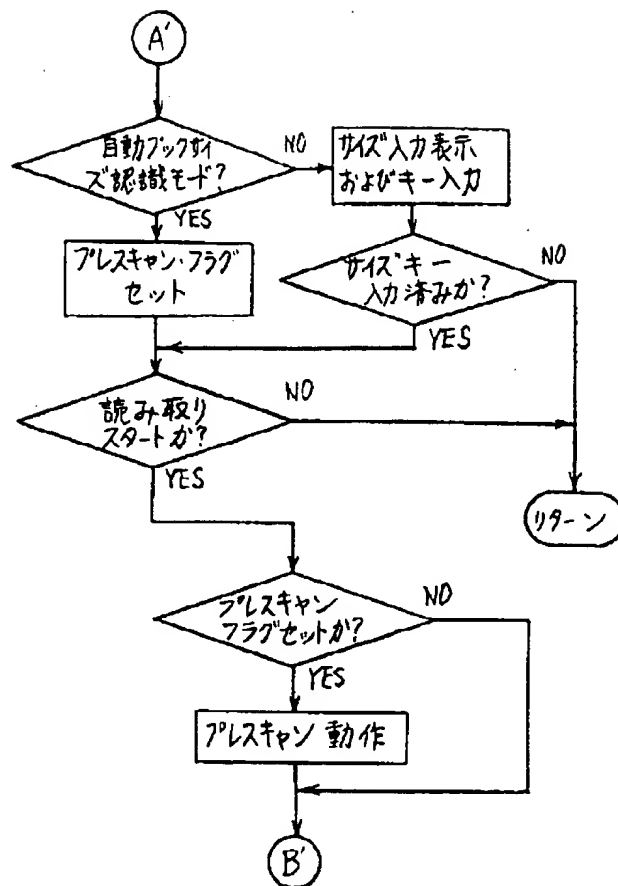 A'
自動ブックサイ
ズ認識モード?
NO
サイズ入力表示
およびキー入力
YES
プレスキャン・フラグ
セット
サイズキー
入力済みか?
NO
YES
読み取り
スタートか?
NO
YES
リターン
プレスキャン
フラグセットか?
NO
YES
プレスキャン動作
B'